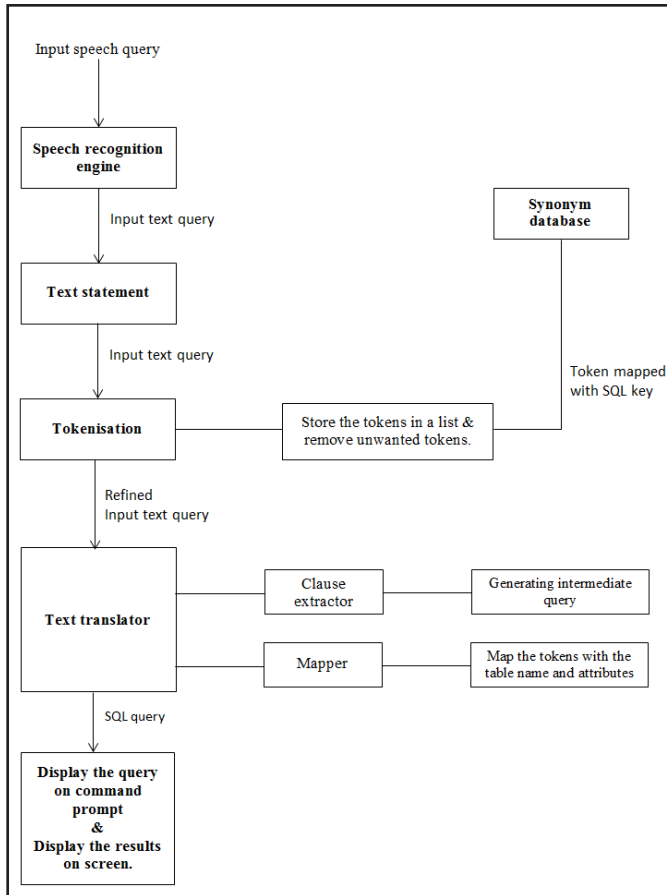 Input speech query
Speech recognition
engine
Input text query
Synonym
database
Text statement
Input text query
Token mapped
with SQL key
Tokenisation
Store the tokens in a list &
remove unwanted tokens.
Refined
Input text query
Text translator
Clause
extractor
Generating intermediate
query
Mapper
Map the tokens with the
table name and attributes
SQL query
Display the query
on command
prompt
&
Display the results
on screen.